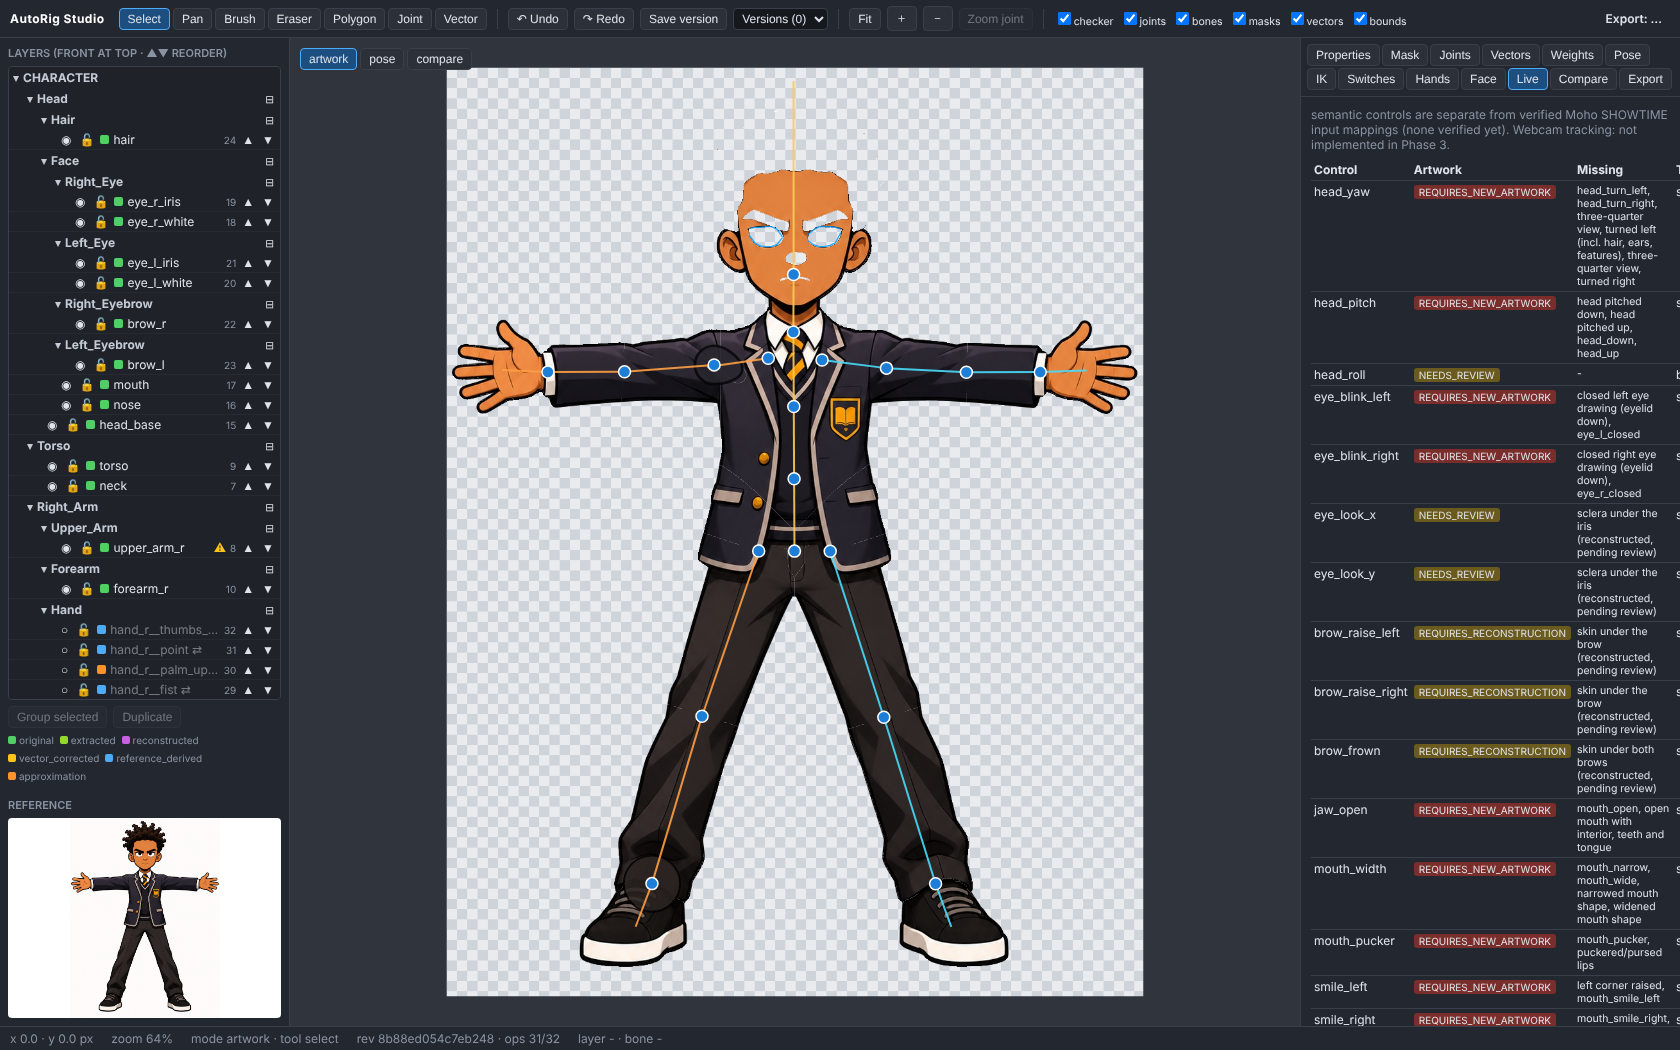 AutoRig Studio Select Pan Brush Eraser Polygon Joint Vector ↶ Undo ↷ Redo Save version Versions (0) Fit + − Zoom joint checker joints bones masks vectors bounds Export: ...
LAYERS (FRONT AT TOP · ▲▼ REORDER)
▾ CHARACTER
▾ Head
▾ Hair
hair 24 ▲ ▼
▾ Face
▾ Right_Eye
eye_r_iris 19 ▲ ▼
eye_r_white 18 ▲ ▼
▾ Left_Eye
eye_l_iris 21 ▲ ▼
eye_l_white 20 ▲ ▼
▾ Right_Eyebrow
brow_r 22 ▲ ▼
▾ Left_Eyebrow
brow_l 23 ▲ ▼
mouth 17 ▲ ▼
nose 16 ▲ ▼
head_base 15 ▲ ▼
▾ Torso
torso 9 ▲ ▼
neck 7 ▲ ▼
▾ Right_Arm
▾ Upper_Arm
upper_arm_r ⚠ 8 ▲ ▼
▾ Forearm
forearm_r 10 ▲ ▼
▾ Hand
hand_r__thumbs_... 32 ▲ ▼
hand_r__point ⇄ 31 ▲ ▼
hand_r__palm_up... 30 ▲ ▼
hand_r__fist ⇄ 29 ▲ ▼
Group selected Duplicate
original extracted reconstructed
vector_corrected reference_derived
approximation
REFERENCE
artwork pose compare
Properties Mask Joints Vectors Weights Pose
IK Switches Hands Face Live Compare Export
semantic controls are separate from verified Moho SHOWTIME
input mappings (none verified yet). Webcam tracking: not
implemented in Phase 3.
Control Artwork Missing
head_yaw REQUIRES_NEW_ARTWORK head_turn_left,
head_turn_right,
three-quarter
view, turned left
(incl. hair, ears,
features), three-
quarter view,
turned right
head_pitch REQUIRES_NEW_ARTWORK head pitched
down, head
pitched up,
head_down,
head_up
head_roll NEEDS_REVIEW -
eye_blink_left REQUIRES_NEW_ARTWORK closed left eye
drawing (eyelid
down),
eye_l_closed
eye_blink_right REQUIRES_NEW_ARTWORK closed right eye
drawing (eyelid
down),
eye_r_closed
eye_look_x NEEDS_REVIEW sclera under the
iris
(reconstructed,
pending review)
eye_look_y NEEDS_REVIEW sclera under the
iris
(reconstructed,
pending review)
brow_raise_left REQUIRES_RECONSTRUCTION skin under the
brow
(reconstructed,
pending review)
brow_raise_right REQUIRES_RECONSTRUCTION skin under the
brow
(reconstructed,
pending review)
brow_frown REQUIRES_RECONSTRUCTION skin under both
brows
(reconstructed,
pending review)
jaw_open REQUIRES_NEW_ARTWORK mouth_open, open
mouth with
interior, teeth and
tongue
mouth_width REQUIRES_NEW_ARTWORK mouth_narrow,
mouth_wide,
narrowed mouth
shape, widened
mouth shape
mouth_pucker REQUIRES_NEW_ARTWORK mouth_pucker,
puckered/pursed
lips
smile_left REQUIRES_NEW_ARTWORK left corner raised,
mouth_smile_left
smile_right REQUIRES_NEW_ARTWORK mouth_smile_right,
x 0.0 · y 0.0 px zoom 64% mode artwork · tool select rev 8b88ed054c7eb248 · ops 31/32 layer - · bone -